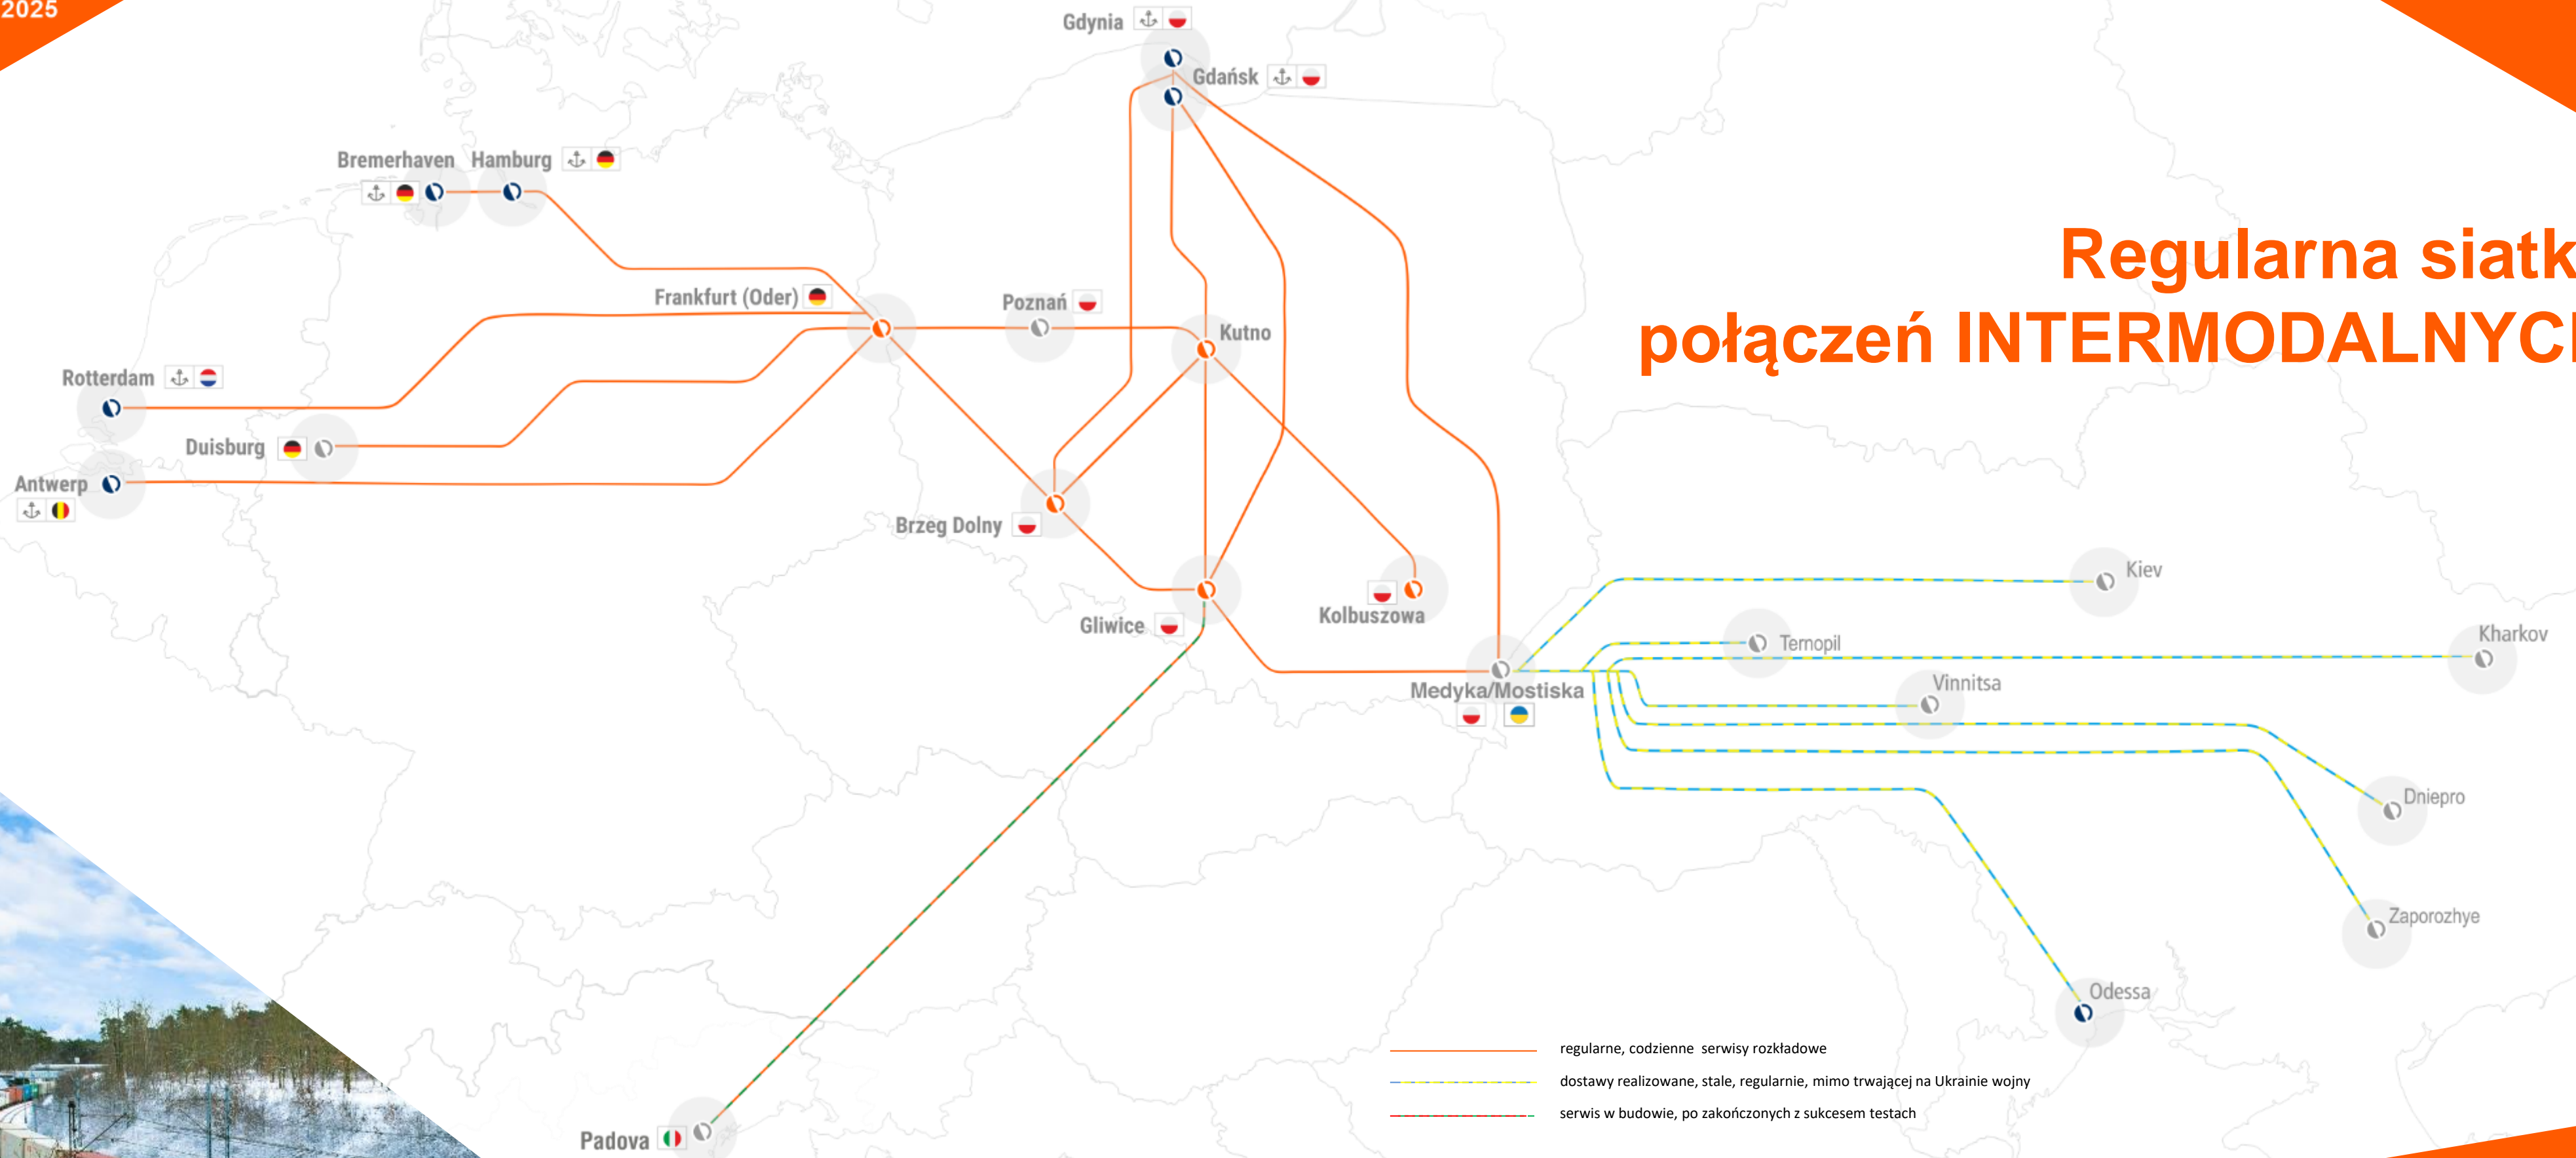 2025
Gdynia
Gdańsk
Bremerhaven Hamburg
Regularna siatk
połączeń INTERMODALNYCH
Frankfurt (Oder)
Poznań
Kutno
Rotterdam
Duisburg
Antwerp
Brzeg Dolny
Gliwice
Kolbuszowa
Medyka/Mostiska
Kiev
Ternopil
Kharkov
Vinnitsa
Dniepro
Zaporozhye
Odessa
Padova
regularne, codzienne serwisy rozkładowe
dostawy realizowane, stale, regularnie, mimo trwającej na Ukrainie wojny
serwis w budowie, po zakończonych z sukcesem testach